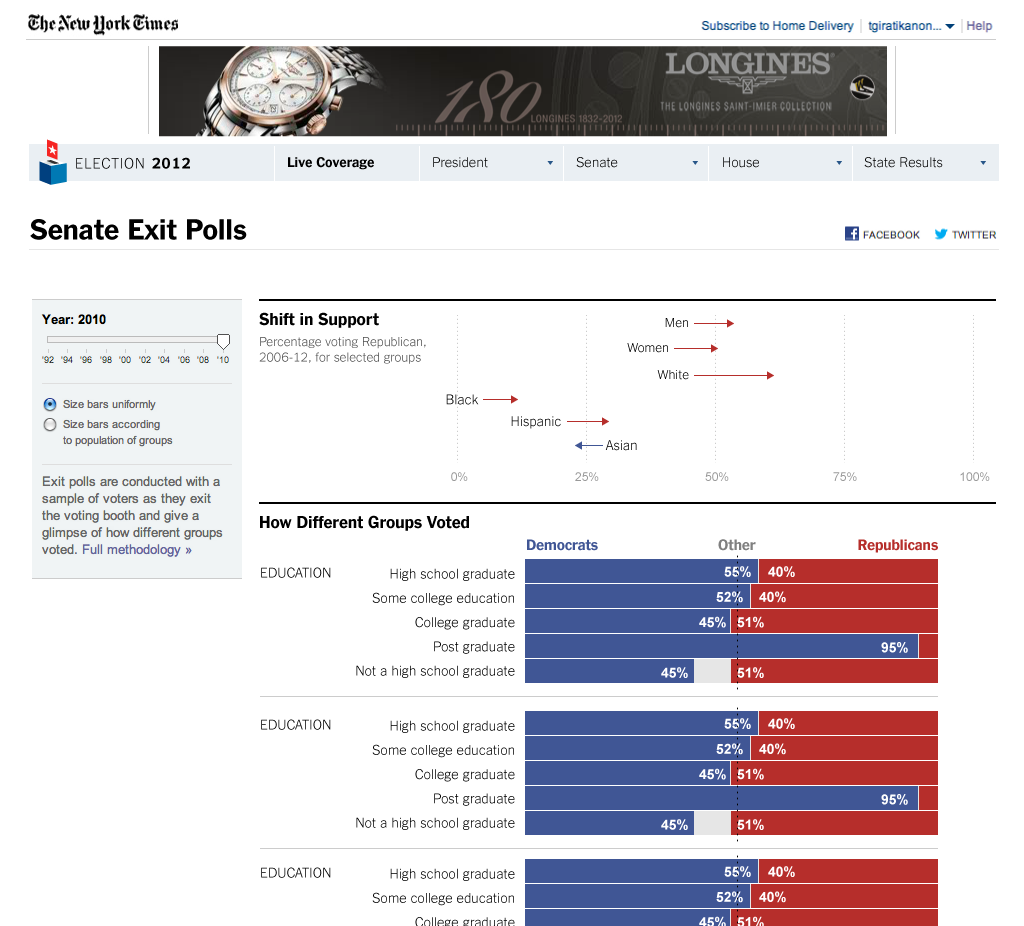 The New York Times
Subscribe to Home Delivery
tgiratikanon...
Help
LONGINES
180
LONGINES 1832-2012
THE LONGINES SAINT-IMIER COLLECTION
ELECTION 2012
Live Coverage
President
Senate
House
State Results
Senate Exit Polls
FACEBOOK
TWITTER
Year: 2010
'92 '94 '96 '98 '00 '02 '04 '06 '08 '10
Size bars uniformly
Size bars according
to population of groups
Exit polls are conducted with a
sample of voters as they exit
the voting booth and give a
glimpse of how different groups
voted. Full methodology »
Shift in Support
Percentage voting Republican,
2006-12, for selected groups
Men
Women
White
Black
Hispanic
Asian
0% 25% 50% 75% 100%
How Different Groups Voted
Democrats Other Republicans
EDUCATION High school graduate 55% 40%
Some college education 52% 40%
College graduate 45% 51%
Post graduate 95%
Not a high school graduate 45% 51%
EDUCATION High school graduate 55% 40%
Some college education 52% 40%
College graduate 45% 51%
Post graduate 95%
Not a high school graduate 45% 51%
EDUCATION High school graduate 55% 40%
Some college education 52% 40%
College graduate 45% 51%